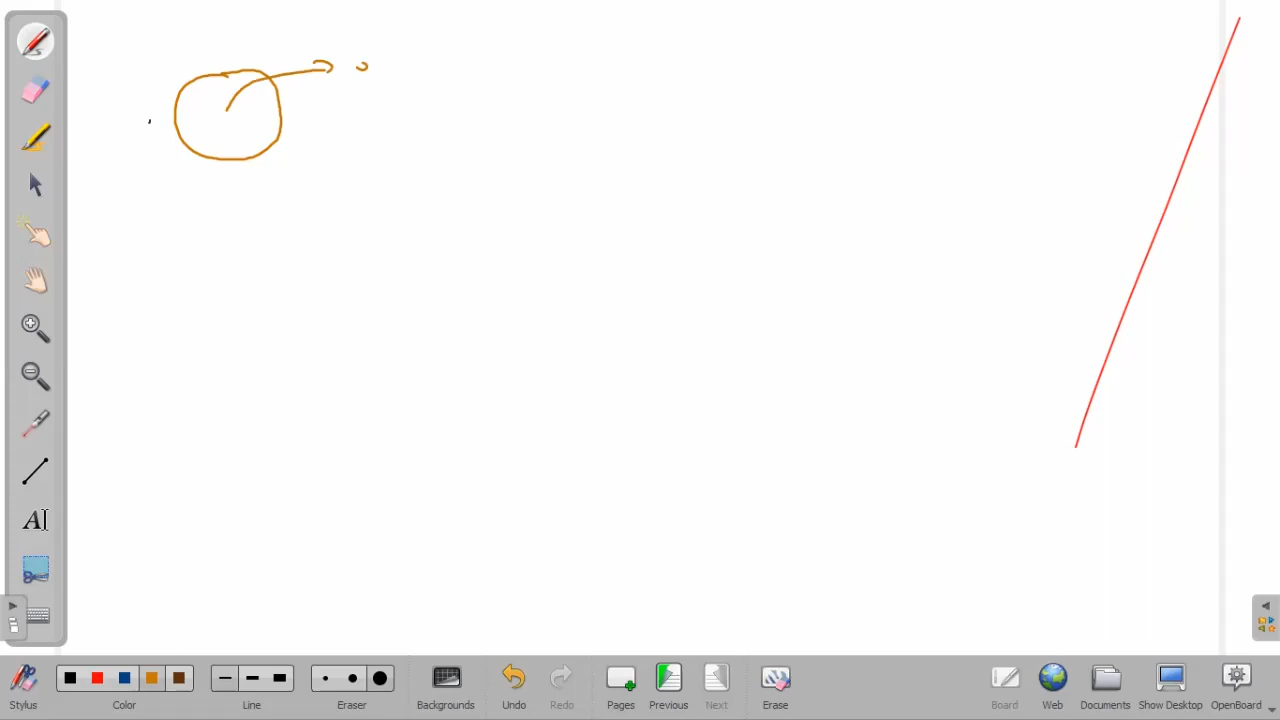 Stylus
Color
Line
Eraser
Backgrounds
Undo
Redo
Pages
Previous
Next
Erase
Board
Web
Documents
Show Desktop
OpenBoard